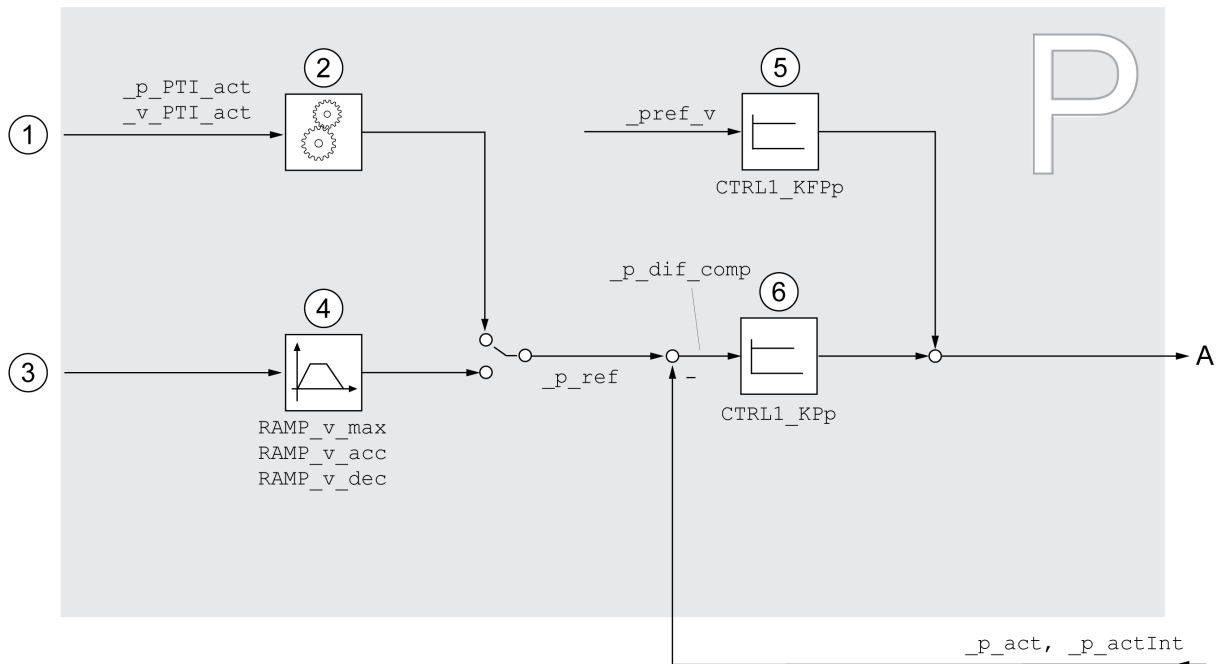 P
2
5
_p_PTI_act
_v_PTI_act
_pref_v
1
CTRL1_KFPp
_p_dif_comp
4
6
3
_p_ref
-
A
CTRL1_KPp
RAMP_v_max
RAMP_v_acc
RAMP_v_dec
_p_act, _p_actInt